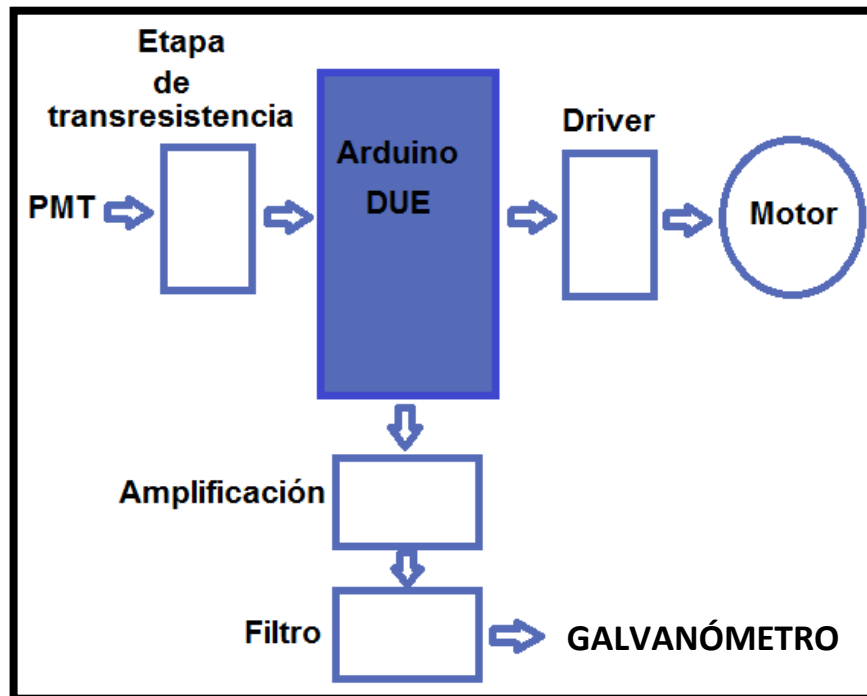 Etapa
de
transresistencia
PMT
Arduino
DUE
Driver
Motor
Amplificación
Filtro
GALVANÓMETRO